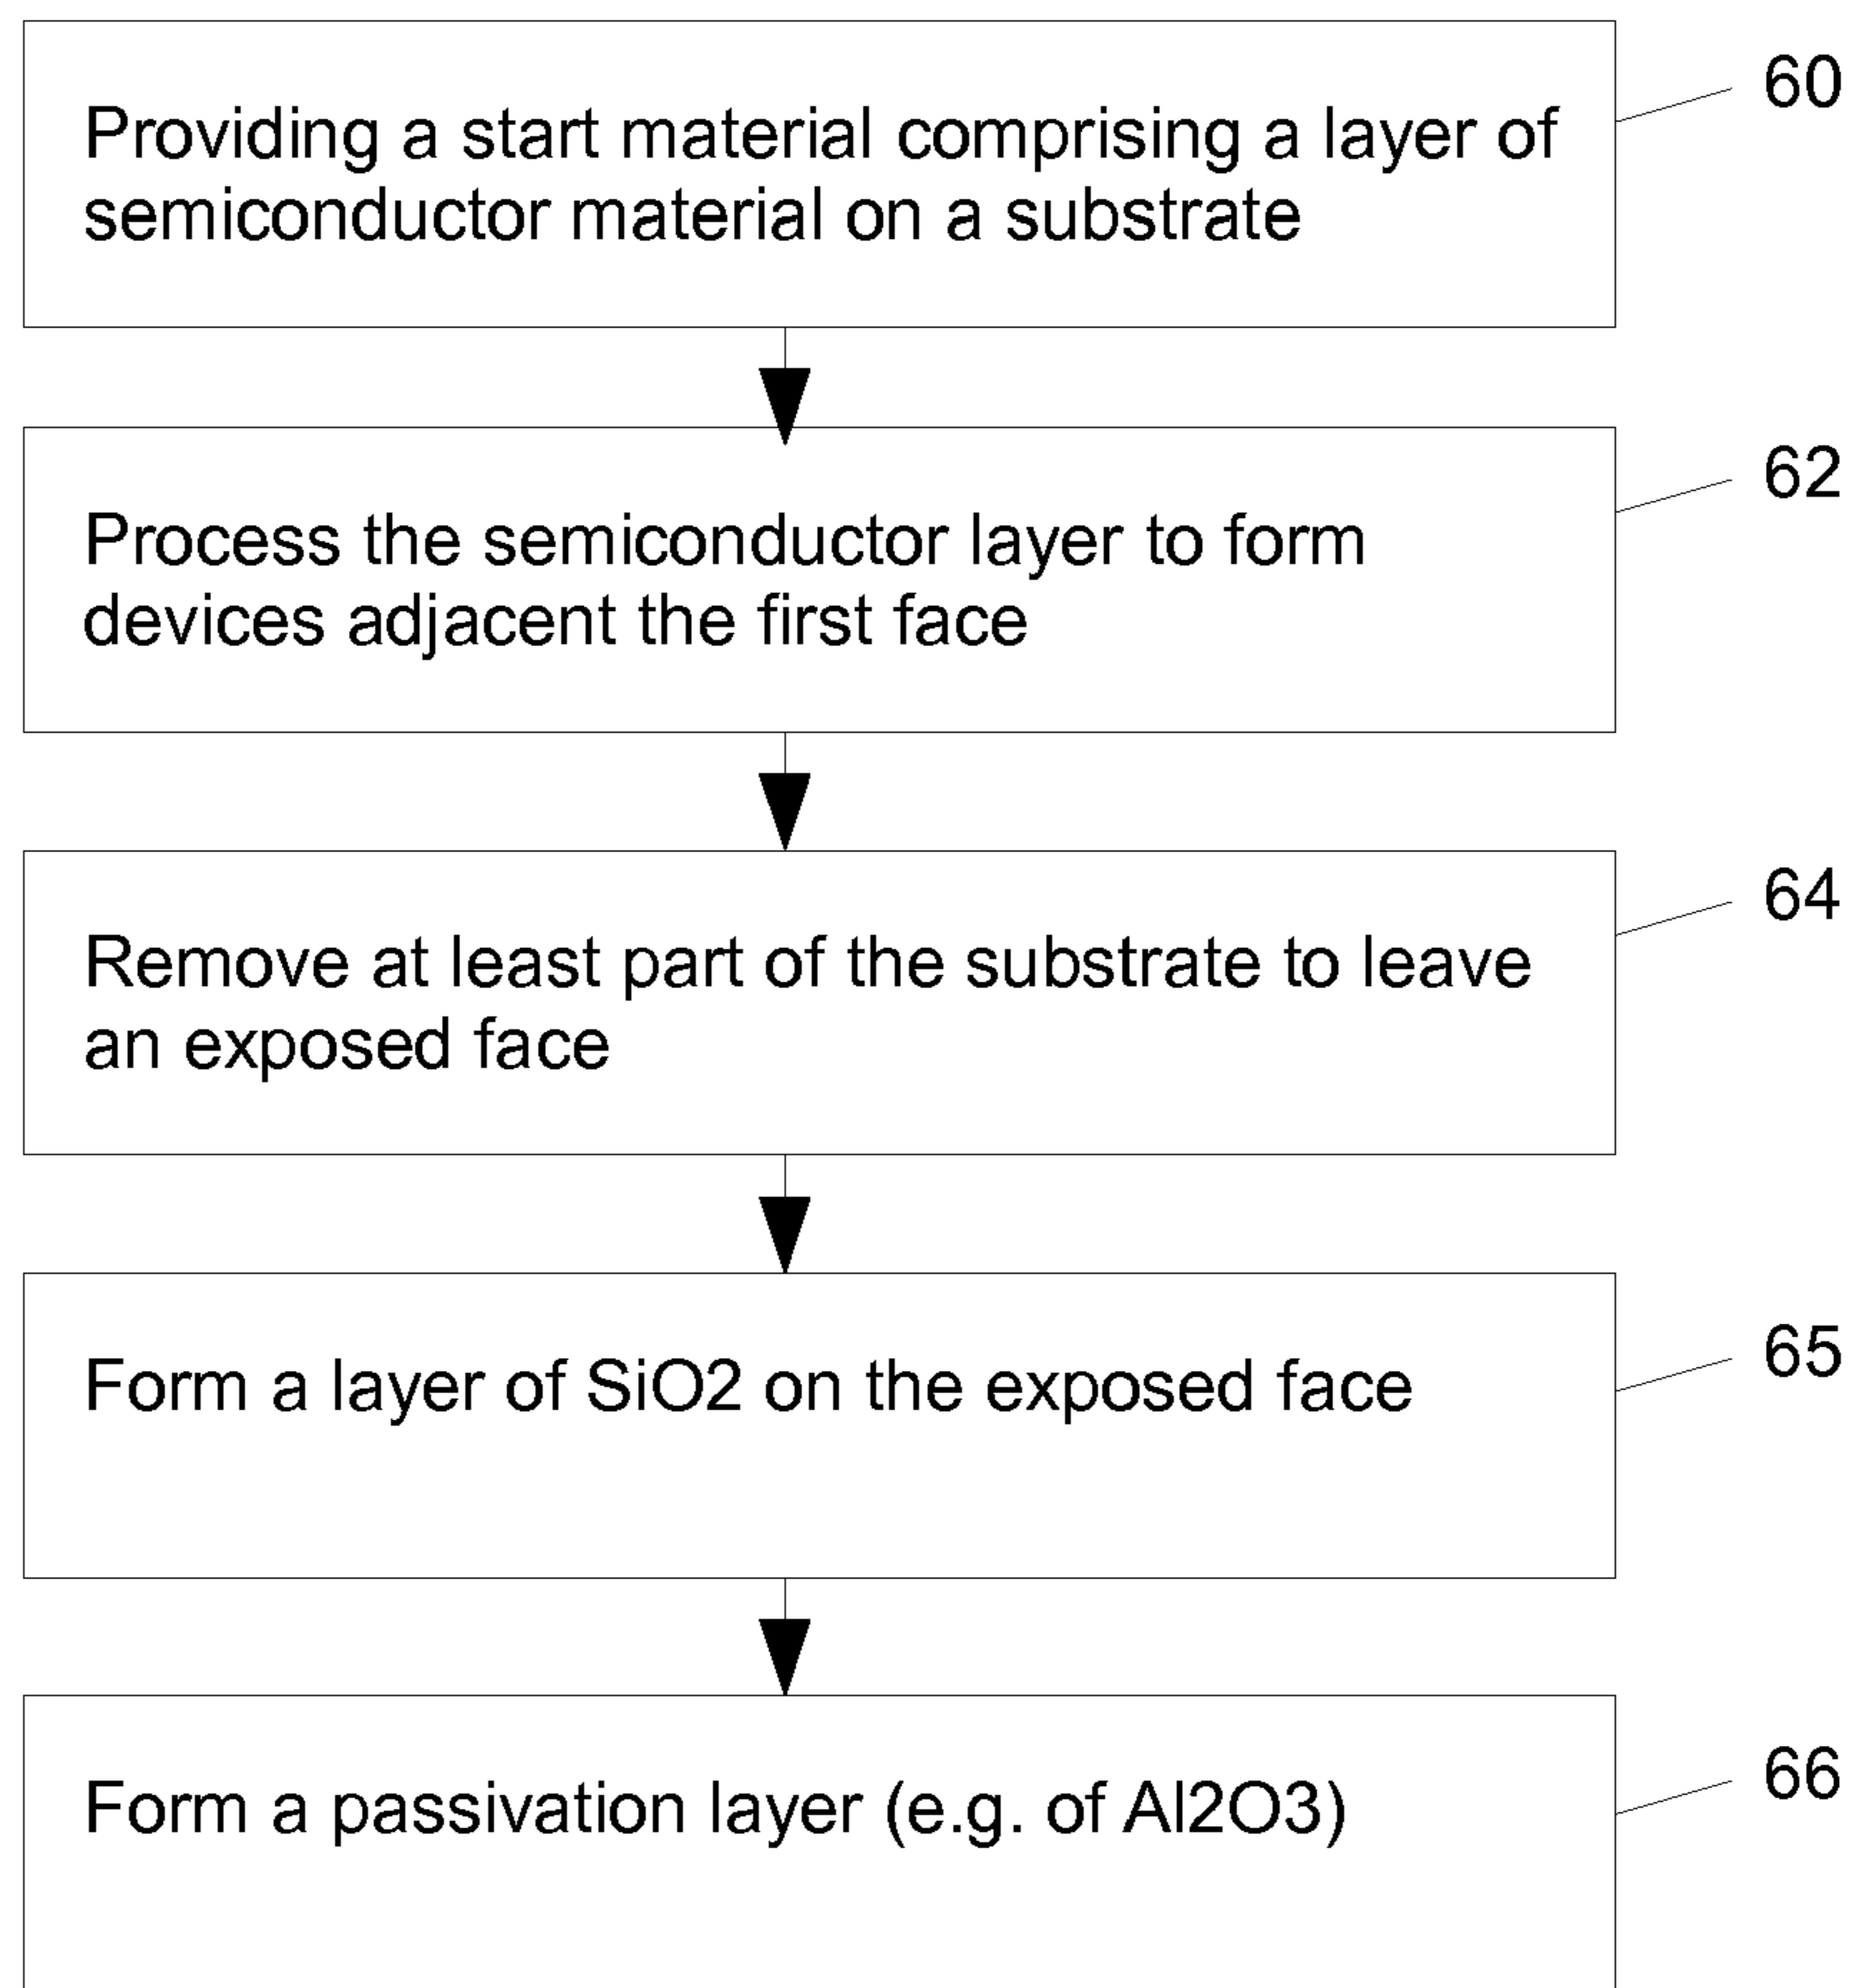 60
Providing a start material comprising a layer of
semiconductor material on a substrate
62
Process the semiconductor layer to form
devices adjacent the first face
64
Remove at least part of the substrate to leave
an exposed face
65
Form a layer of SiO2 on the exposed face
66
Form a passivation layer (e.g. of Al2O3)